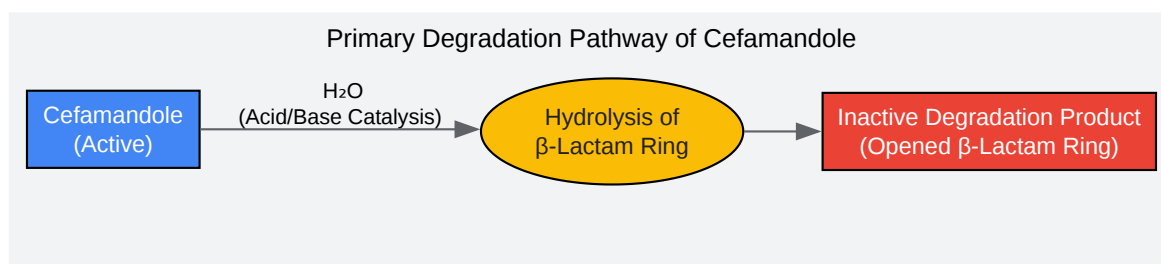 Primary Degradation Pathway of Cefamandole
Cefamandole
(Active)
H₂O
(Acid/Base Catalysis)
Hydrolysis of
β-Lactam Ring
Inactive Degradation Product
(Opened β-Lactam Ring)